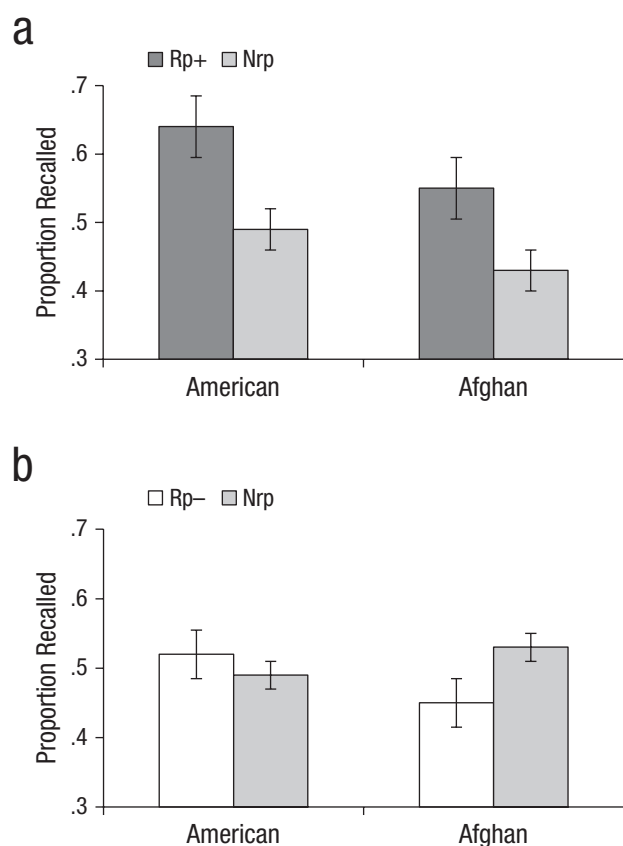 a
Rp+ Nrp
.7
.6
.5
.4
.3
Proportion Recalled
American Afghan
b
Rp– Nrp
.7
.6
.5
.4
.3
Proportion Recalled
American Afghan